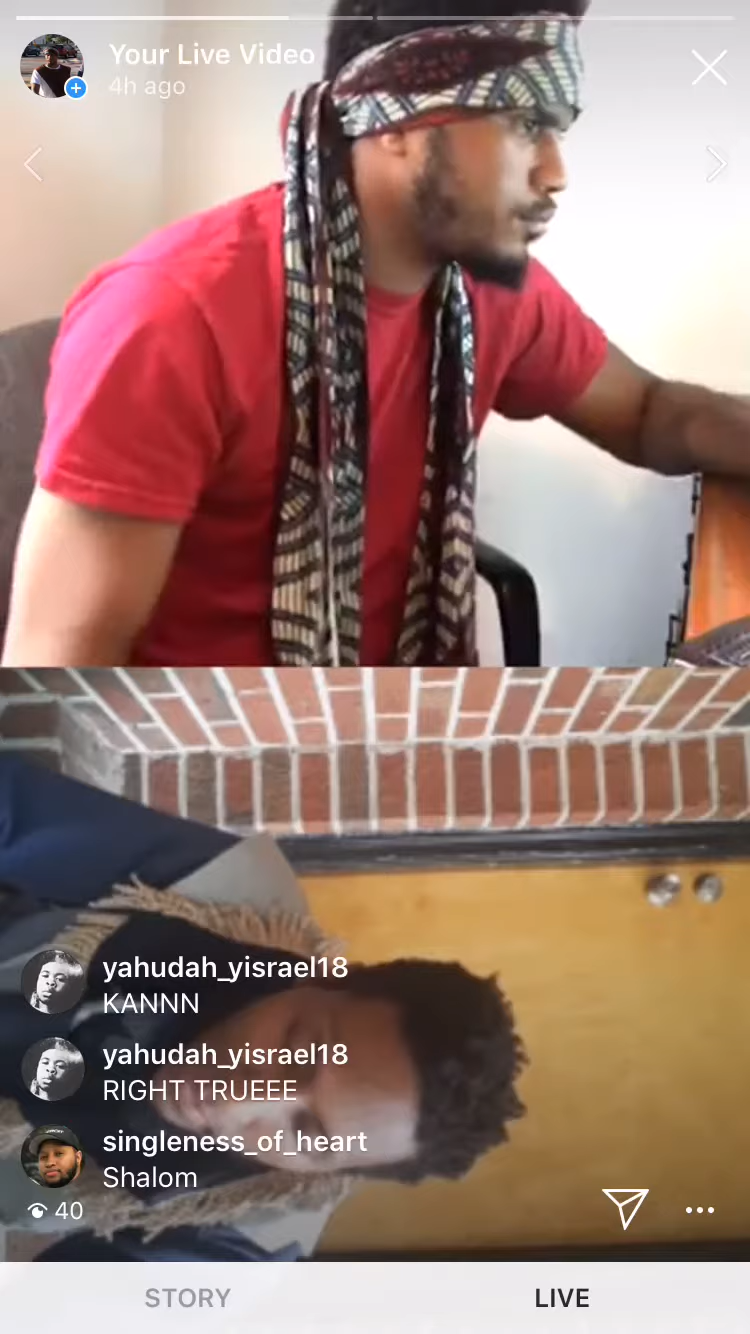 Your Live Video
4h ago
yahudah_yisrael18
KANNN
yahudah_yisrael18
RIGHT TRUEEE
singleness_of_heart
Shalom
40
STORY
LIVE